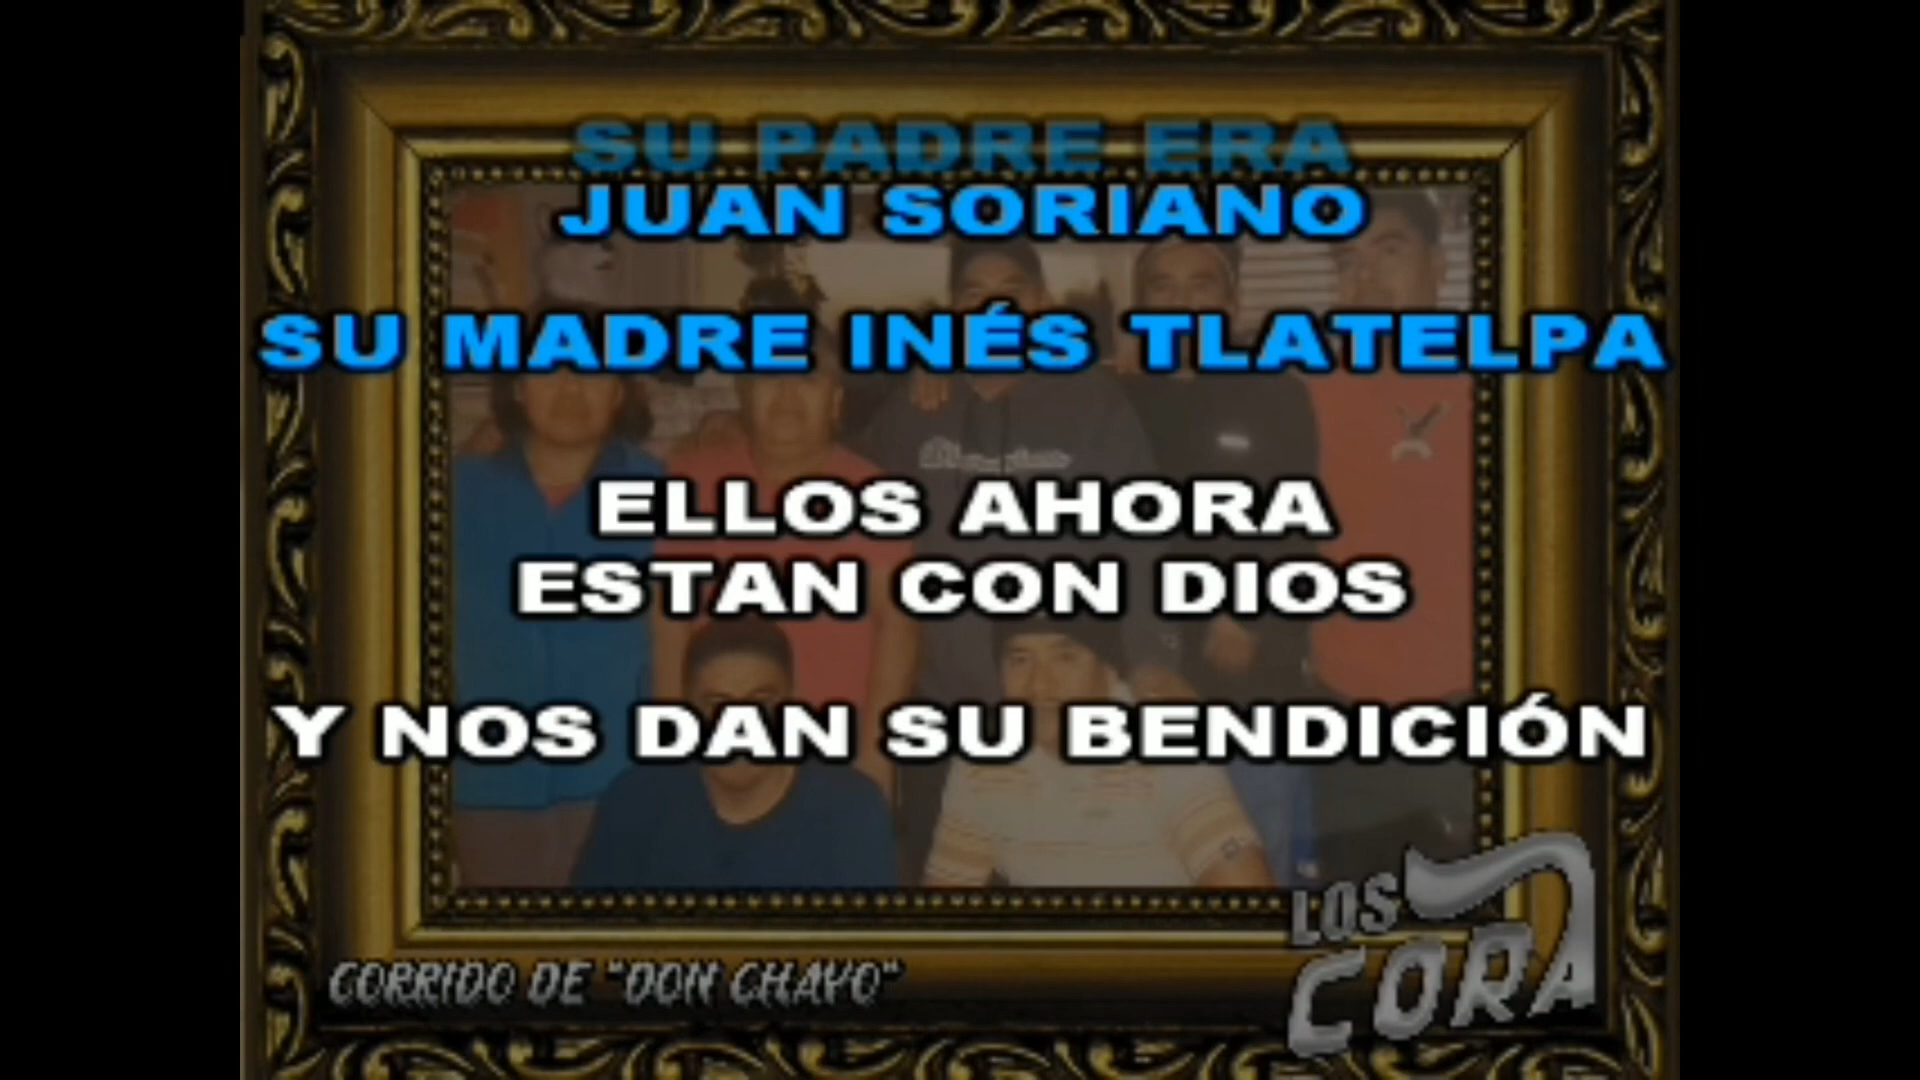 SU PADRE ERA
JUAN SORIANO
SU MADRE INÉS TLATELPA
ELLOS AHORA
ESTAN CON DIOS
Y NOS DAN SU BENDICIÓN
CORRIDO DE "DON CHAYO"
LOS
CORA